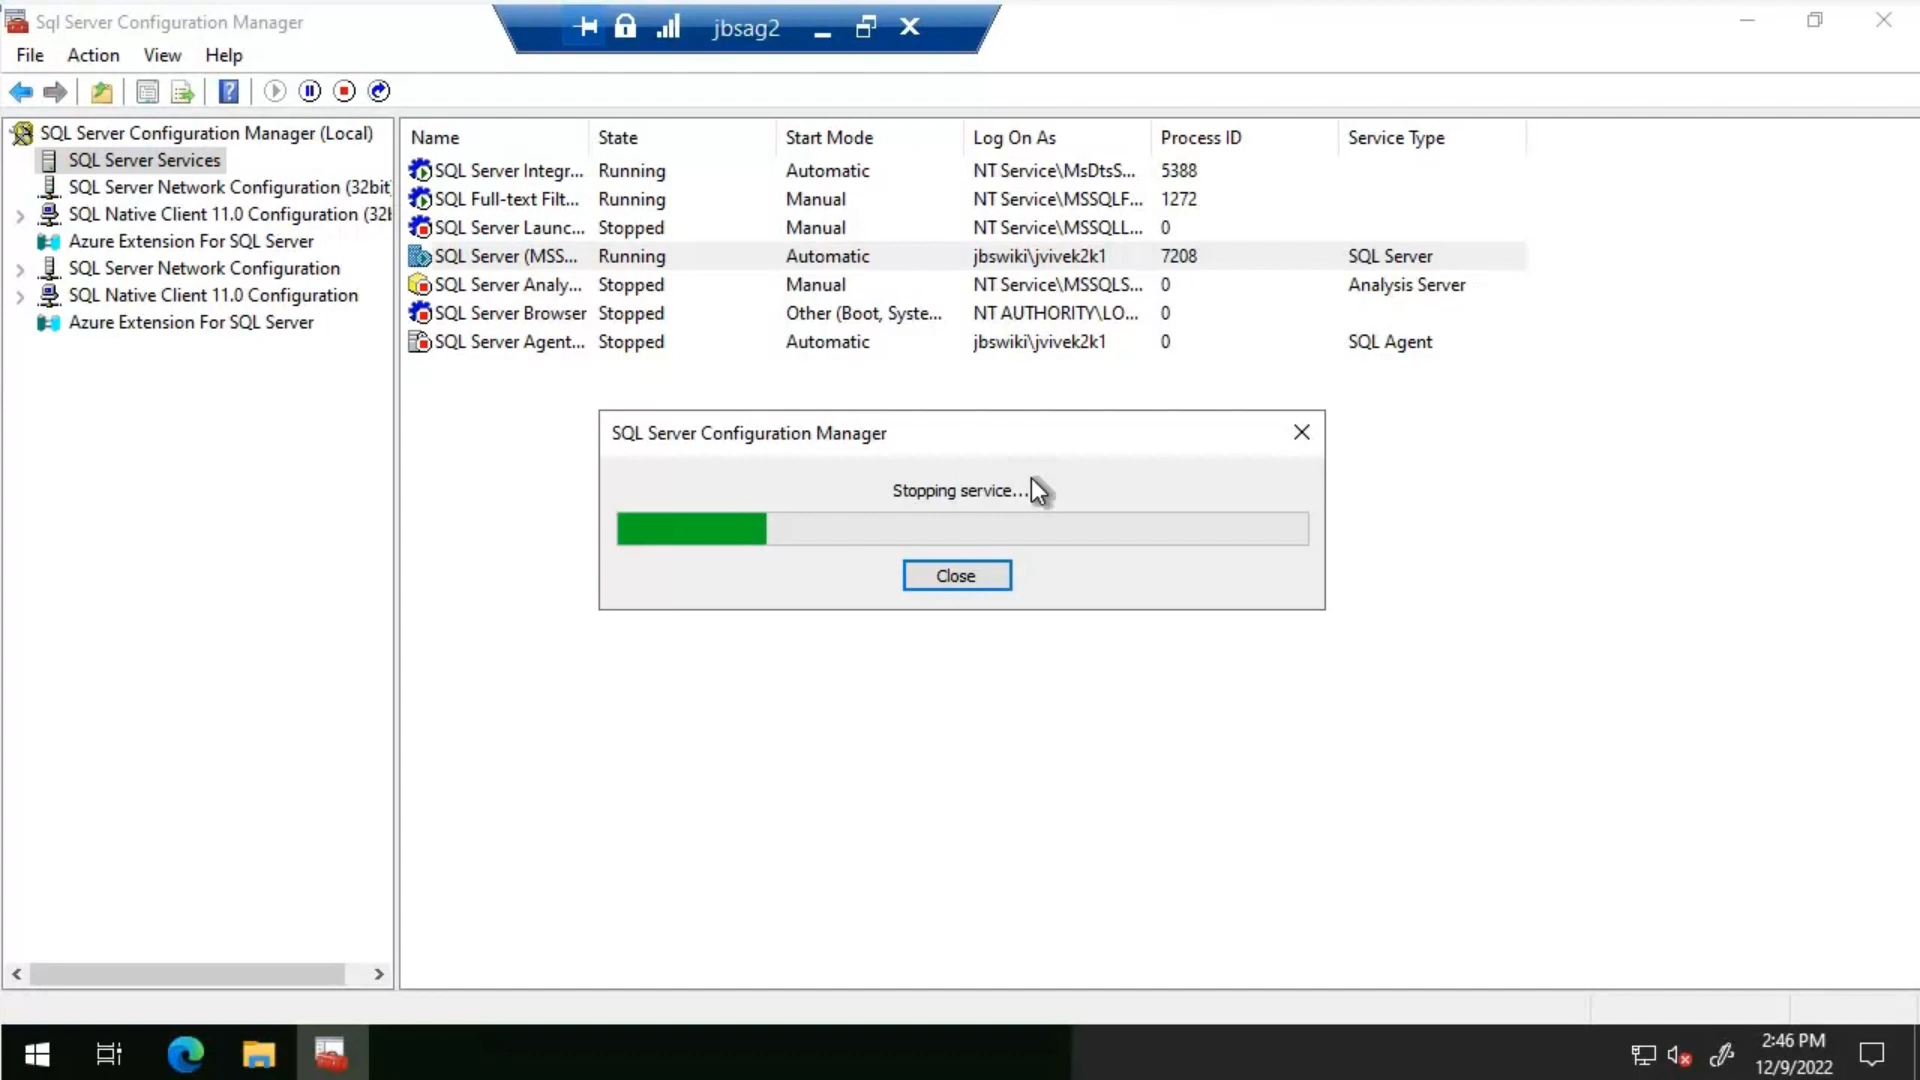 Sql Server Configuration Manager
jbsag2
File Action View Help
SQL Server Configuration Manager (Local)
SQL Server Services
SQL Server Network Configuration (32bit
SQL Native Client 11.0 Configuration (32b
Azure Extension For SQL Server
SQL Server Network Configuration
SQL Native Client 11.0 Configuration
Azure Extension For SQL Server
Name State Start Mode Log On As Process ID Service Type
SQL Server Integr... Running Automatic NT Service\MsDtsS... 5388
SQL Full-text Filt... Running Manual NT Service\MSSQLF... 1272
SQL Server Launc... Stopped Manual NT Service\MSSQLL... 0
SQL Server (MSS... Running Automatic jbswiki\jvivek2k1 7208 SQL Server
SQL Server Analy... Stopped Manual NT Service\MSSQLS... 0 Analysis Server
SQL Server Browser Stopped Other (Boot, Syste... NT AUTHORITY\LO... 0
SQL Server Agent... Stopped Automatic jbswiki\jvivek2k1 0 SQL Agent
SQL Server Configuration Manager
Stopping service...
Close
2:46 PM
12/9/2022